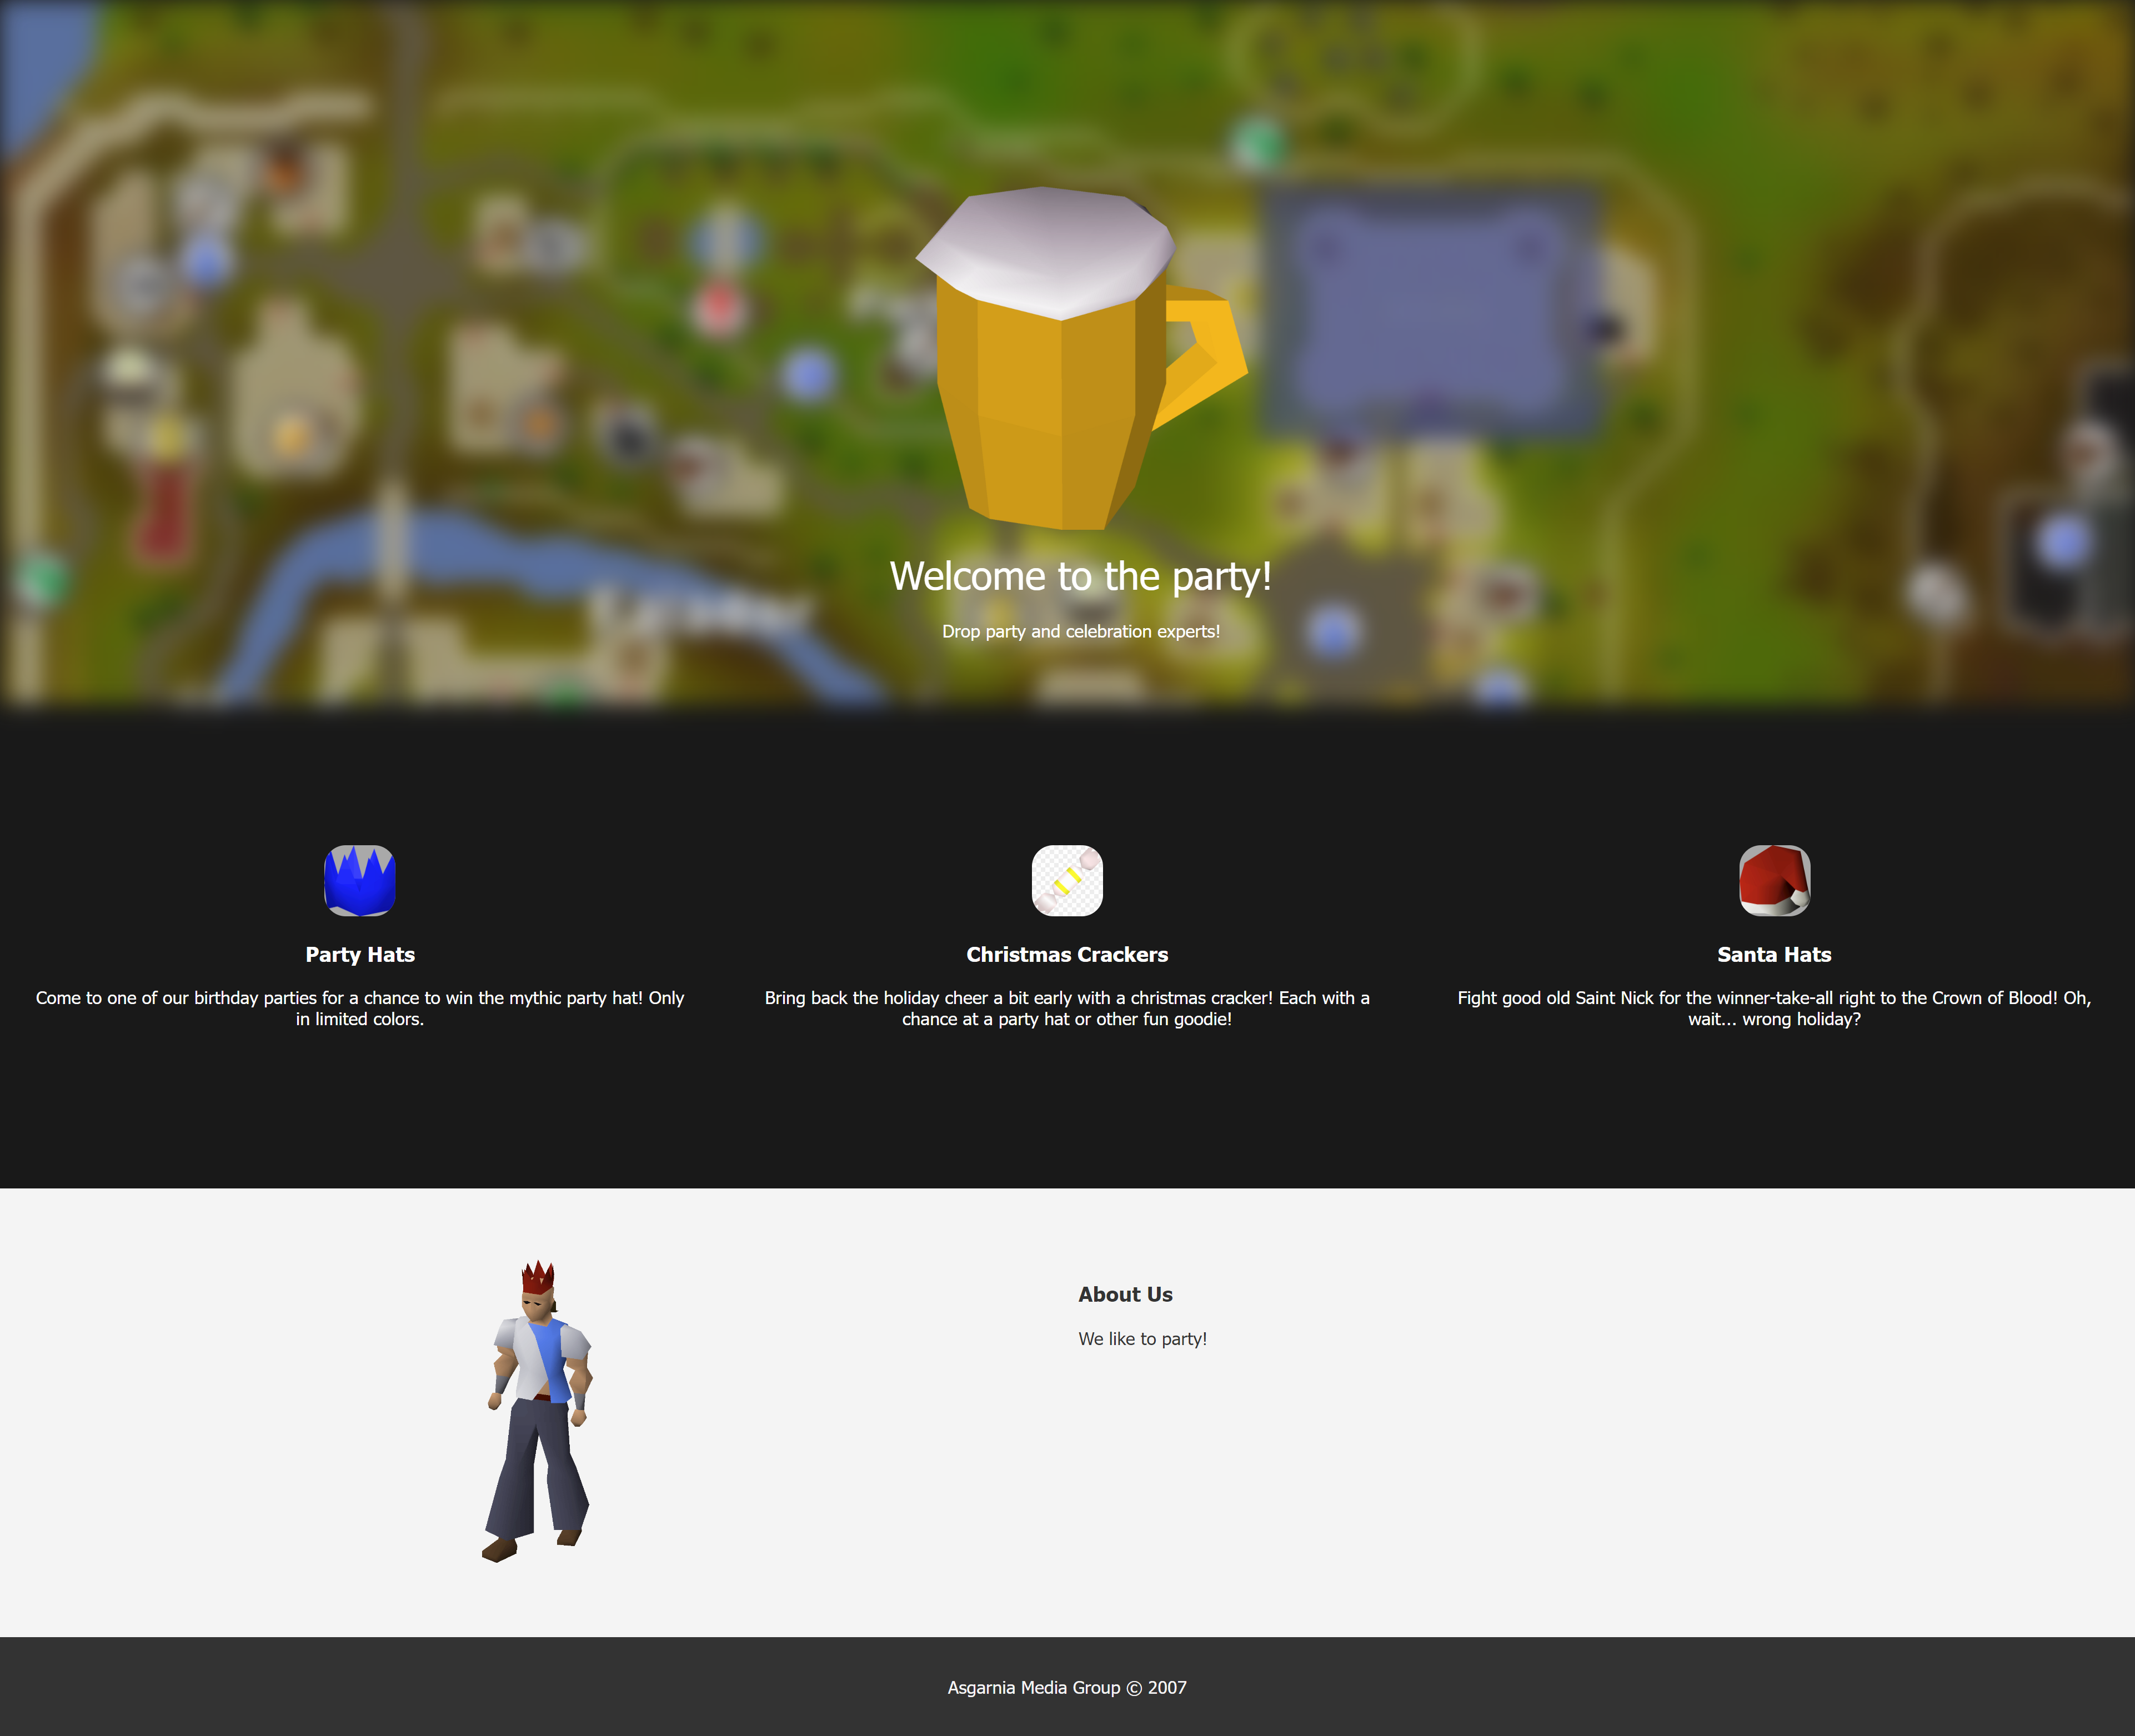 Welcome to the party!
Drop party and celebration experts!
Party Hats
Come to one of our birthday parties for a chance to win the mythic party hat! Only
in limited colors.
Christmas Crackers
Bring back the holiday cheer a bit early with a christmas cracker! Each with a
chance at a party hat or other fun goodie!
Santa Hats
Fight good old Saint Nick for the winner-take-all right to the Crown of Blood! Oh,
wait... wrong holiday?
About Us
We like to party!
Asgarnia Media Group © 2007